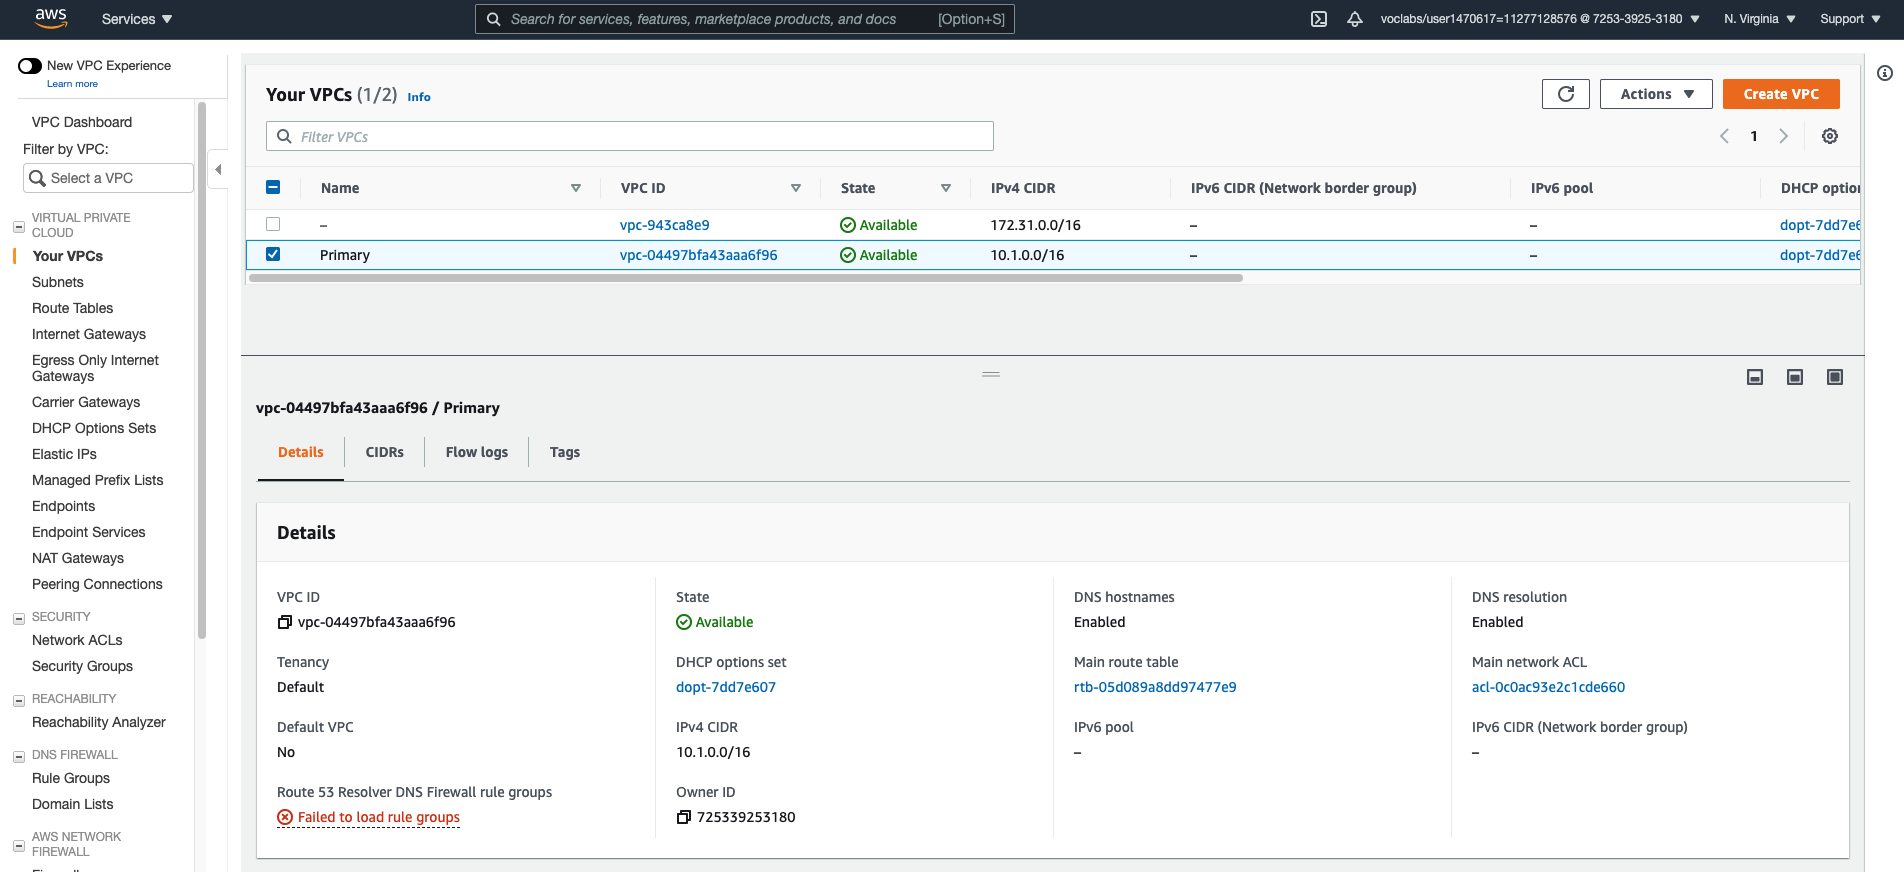 aws
Services
Search for services, features, marketplace products, and docs [Option+S]
voclabs/user1470617=11277128576 @ 7253-3925-3180
N. Virginia
Support
New VPC Experience
Learn more
VPC Dashboard
Filter by VPC:
Select a VPC
VIRTUAL PRIVATE
CLOUD
Your VPCs
Subnets
Route Tables
Internet Gateways
Egress Only Internet
Gateways
Carrier Gateways
DHCP Options Sets
Elastic IPs
Managed Prefix Lists
Endpoints
Endpoint Services
NAT Gateways
Peering Connections
SECURITY
Network ACLs
Security Groups
REACHABILITY
Reachability Analyzer
DNS FIREWALL
Rule Groups
Domain Lists
AWS NETWORK
FIREWALL
Your VPCs (1/2) Info
Actions
Create VPC
Filter VPCs
1
Name VPC ID State IPv4 CIDR IPv6 CIDR (Network border group) IPv6 pool DHCP option
– vpc-943ca8e9 Available 172.31.0.0/16 – – dopt-7dd7e6
Primary vpc-04497bfa43aaa6f96 Available 10.1.0.0/16 – – dopt-7dd7e6
vpc-04497bfa43aaa6f96 / Primary
Details CIDRs Flow logs Tags
Details
VPC ID State DNS hostnames DNS resolution
vpc-04497bfa43aaa6f96 Available Enabled Enabled
Tenancy DHCP options set Main route table Main network ACL
Default dopt-7dd7e607 rtb-05d089a8dd97477e9 acl-0c0ac93e2c1cde660
Default VPC IPv4 CIDR IPv6 pool IPv6 CIDR (Network border group)
No 10.1.0.0/16 – –
Route 53 Resolver DNS Firewall rule groups Owner ID
Failed to load rule groups 725339253180